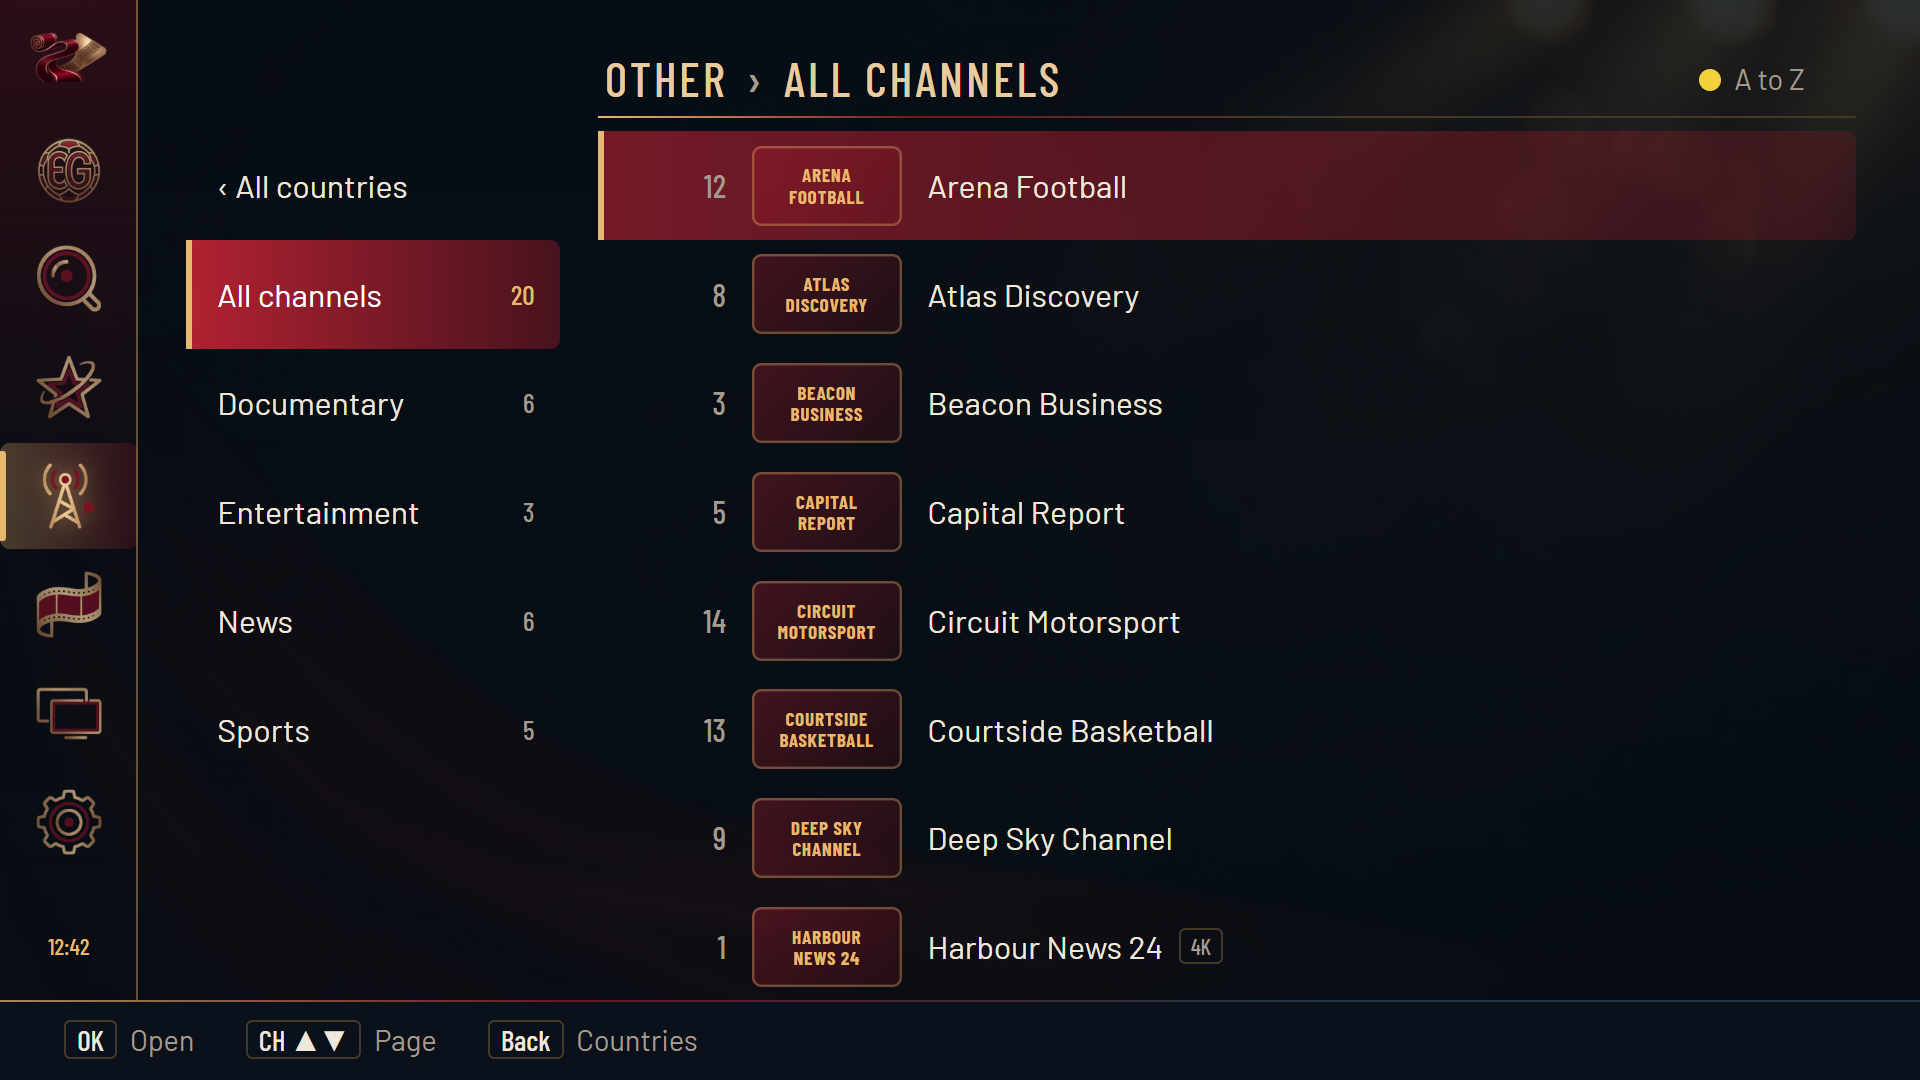 OTHER › ALL CHANNELS
A to Z
EG
‹ All countries
All channels 20
Documentary 6
Entertainment 3
News 6
Sports 5
12 ARENA FOOTBALL Arena Football
8 ATLAS DISCOVERY Atlas Discovery
3 BEACON BUSINESS Beacon Business
5 CAPITAL REPORT Capital Report
14 CIRCUIT MOTORSPORT Circuit Motorsport
13 COURTSIDE BASKETBALL Courtside Basketball
9 DEEP SKY CHANNEL Deep Sky Channel
1 HARBOUR NEWS 24 Harbour News 24 4K
12:42
OK Open CH ▲▼ Page Back Countries